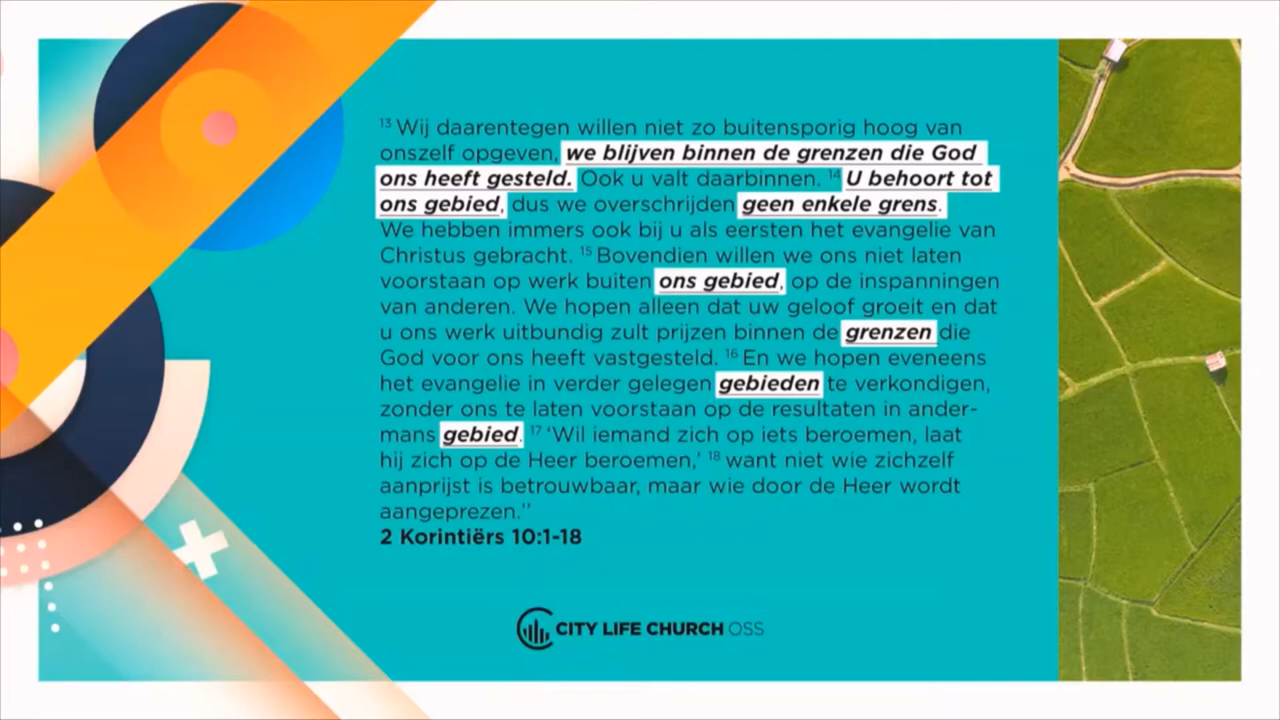 ¹³ Wij daarentegen willen niet zo buitensporig hoog van
onszelf opgeven, we blijven binnen de grenzen die God
ons heeft gesteld. Ook u valt daarbinnen. ¹⁴ U behoort tot
ons gebied, dus we overschrijden geen enkele grens.
We hebben immers ook bij u als eersten het evangelie van
Christus gebracht. ¹⁵ Bovendien willen we ons niet laten
voorstaan op werk buiten ons gebied, op de inspanningen
van anderen. We hopen alleen dat uw geloof groeit en dat
u ons werk uitbundig zult prijzen binnen de grenzen die
God voor ons heeft vastgesteld. ¹⁶ En we hopen eveneens
het evangelie in verder gelegen gebieden te verkondigen,
zonder ons te laten voorstaan op de resultaten in ander-
mans gebied. ¹⁷ ‘Wil iemand zich op iets beroemen, laat
hij zich op de Heer beroemen,’ ¹⁸ want niet wie zichzelf
aanprijst is betrouwbaar, maar wie door de Heer wordt
aangeprezen.’’
2 Korintiërs 10:1-18
CITY LIFE CHURCH OSS